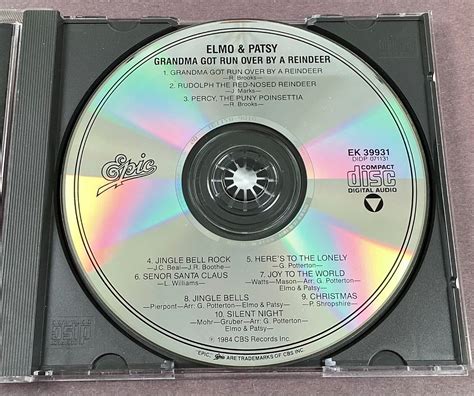 ELMO & PATSY
GRANDMA GOT RUN OVER BY A REINDEER
1. GRANDMA GOT RUN OVER BY A REINDEER
—R. Brooks—
2. RUDOLPH THE RED-NOSED REINDEER
—J. Marks—
3. PERCY, THE PUNY POINSETTIA
—R. Brooks—
Epic
EK 39931
DIDP 071131
COMPACT
disc
DIGITAL AUDIO
4. JINGLE BELL ROCK
—J.C. Beal–J.R. Boothe—
5. HERE'S TO THE LONELY
—G. Potterton—
6. SENOR SANTA CLAUS
—L. Williams—
7. JOY TO THE WORLD
—Watts–Mason–Arr: G. Potterton–
Elmo & Patsy—
8. JINGLE BELLS
Pierpont–Arr: G. Potterton–Elmo & Patsy—
9. CHRISTMAS
—P. Shropshire—
10. SILENT NIGHT
—Mohr–Gruber–Arr: G. Potterton–
Elmo & Patsy—
℗ 1984 CBS Records Inc.
"EPIC," ARE TRADEMARKS OF CBS INC.